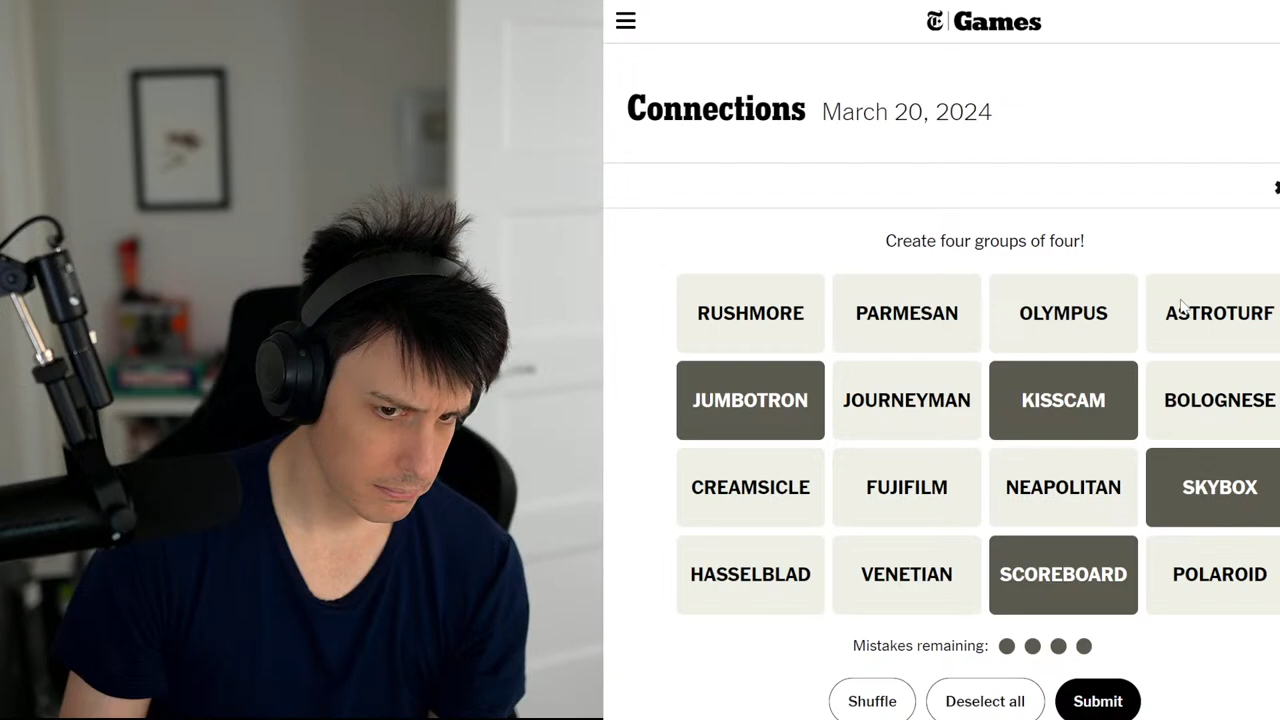 Games
Connections March 20, 2024
Create four groups of four!
RUSHMORE PARMESAN OLYMPUS ASTROTURF
JUMBOTRON JOURNEYMAN KISSCAM BOLOGNESE
CREAMSICLE FUJIFILM NEAPOLITAN SKYBOX
HASSELBLAD VENETIAN SCOREBOARD POLAROID
Mistakes remaining:
Shuffle Deselect all Submit